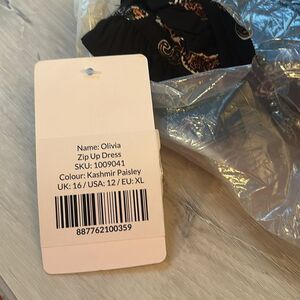 Name: Olivia
Zip Up Dress
SKU: 1009041
Colour: Kashmir Paisley
UK: 16 / USA: 12 / EU: XL
887762100359